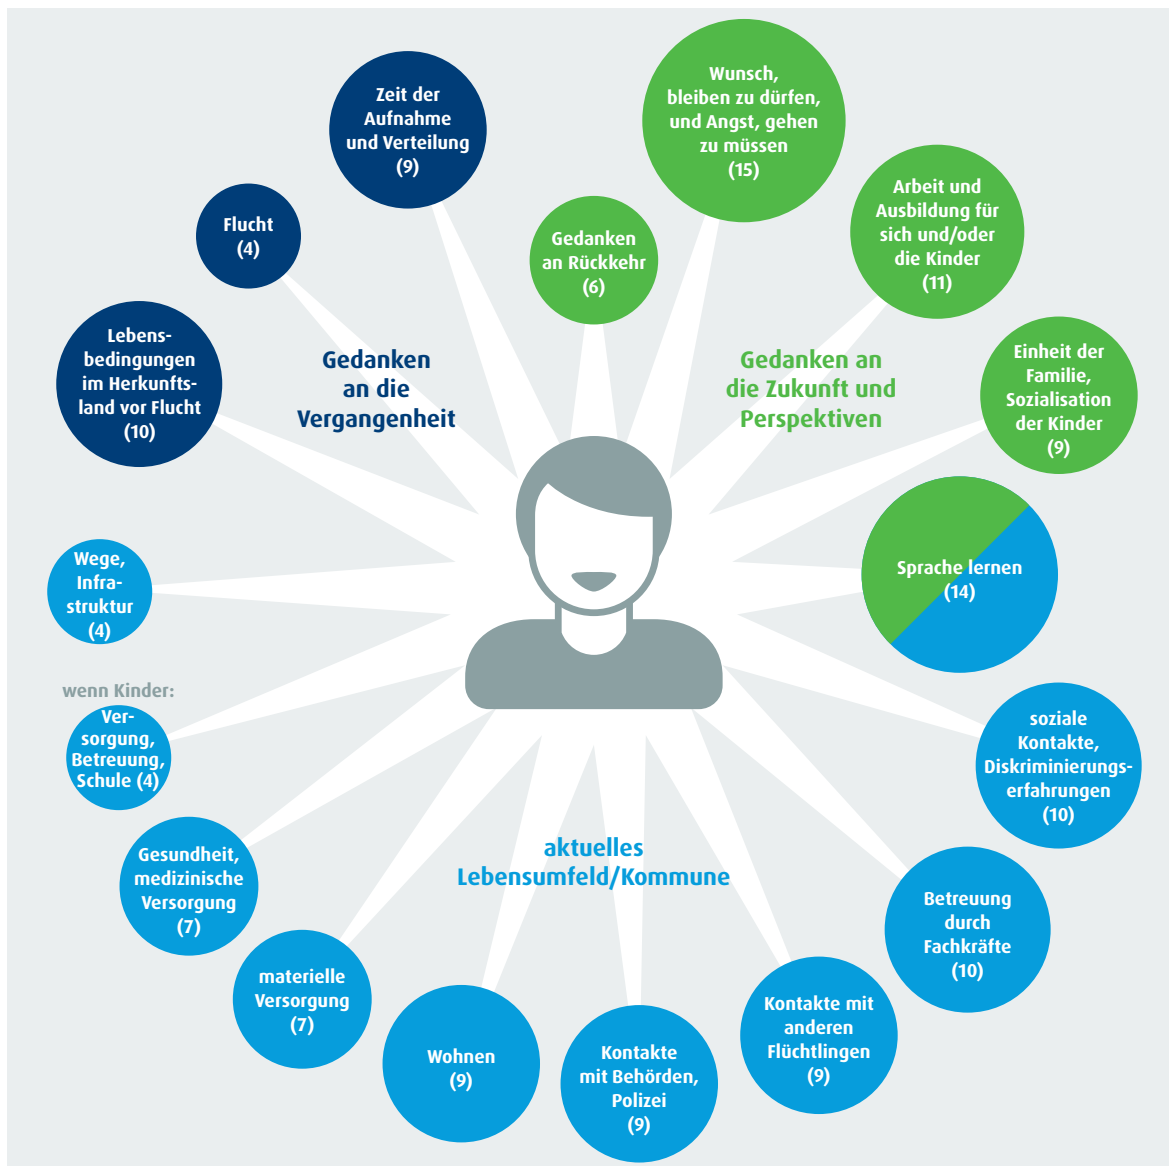 Zeit der
Aufnahme
und Verteilung
(9)
Flucht
(4)
Lebens-
bedingungen
im Herkunfts-
land vor Flucht
(10)
Gedanken
an die
Vergangenheit
Wunsch,
bleiben zu dürfen,
und Angst, gehen
zu müssen
(15)
Gedanken
an Rückkehr
(6)
Arbeit und
Ausbildung für
sich und/oder
die Kinder
(11)
Gedanken an
die Zukunft und
Perspektiven
Einheit der
Familie,
Sozialisation
der Kinder
(9)
Sprache lernen
(14)
soziale
Kontakte,
Diskriminierungs-
erfahrungen
(10)
Betreuung
durch
Fachkräfte
(10)
Kontakte mit
anderen
Flüchtlingen
(9)
Kontakte
mit Behörden,
Polizei
(9)
Wohnen
(9)
materielle
Versorgung
(7)
Gesundheit,
medizinische
Versorgung
(7)
wenn Kinder:
Ver-
sorgung,
Betreuung,
Schule (4)
Wege,
Infra-
struktur
(4)
aktuelles
Lebensumfeld/Kommune